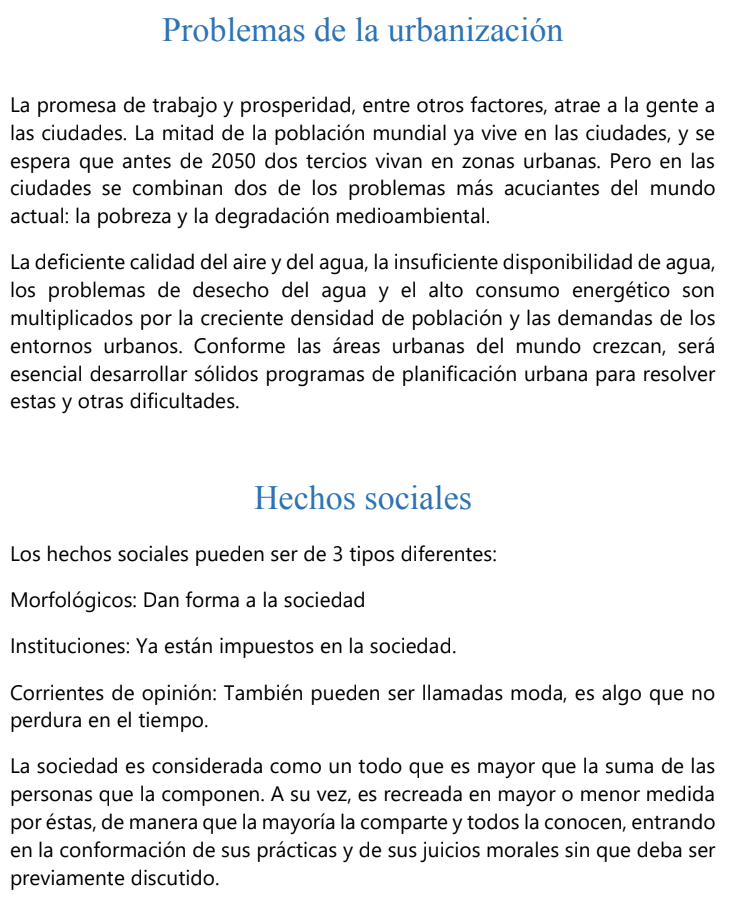 Problemas de la urbanización
La promesa de trabajo y prosperidad, entre otros factores, atrae a la gente a
las ciudades. La mitad de la población mundial ya vive en las ciudades, y se
espera que antes de 2050 dos tercios vivan en zonas urbanas. Pero en las
ciudades se combinan dos de los problemas más acuciantes del mundo
actual: la pobreza y la degradación medioambiental.
La deficiente calidad del aire y del agua, la insuficiente disponibilidad de agua,
los problemas de desecho del agua y el alto consumo energético son
multiplicados por la creciente densidad de población y las demandas de los
entornos urbanos. Conforme las áreas urbanas del mundo crezcan, será
esencial desarrollar sólidos programas de planificación urbana para resolver
estas y otras dificultades.
Hechos sociales
Los hechos sociales pueden ser de 3 tipos diferentes:
Morfológicos: Dan forma a la sociedad
Instituciones: Ya están impuestos en la sociedad.
Corrientes de opinión: También pueden ser llamadas moda, es algo que no
perdura en el tiempo.
La sociedad es considerada como un todo que es mayor que la suma de las
personas que la componen. A su vez, es recreada en mayor o menor medida
por éstas, de manera que la mayoría la comparte y todos la conocen, entrando
en la conformación de sus prácticas y de sus juicios morales sin que deba ser
previamente discutido.